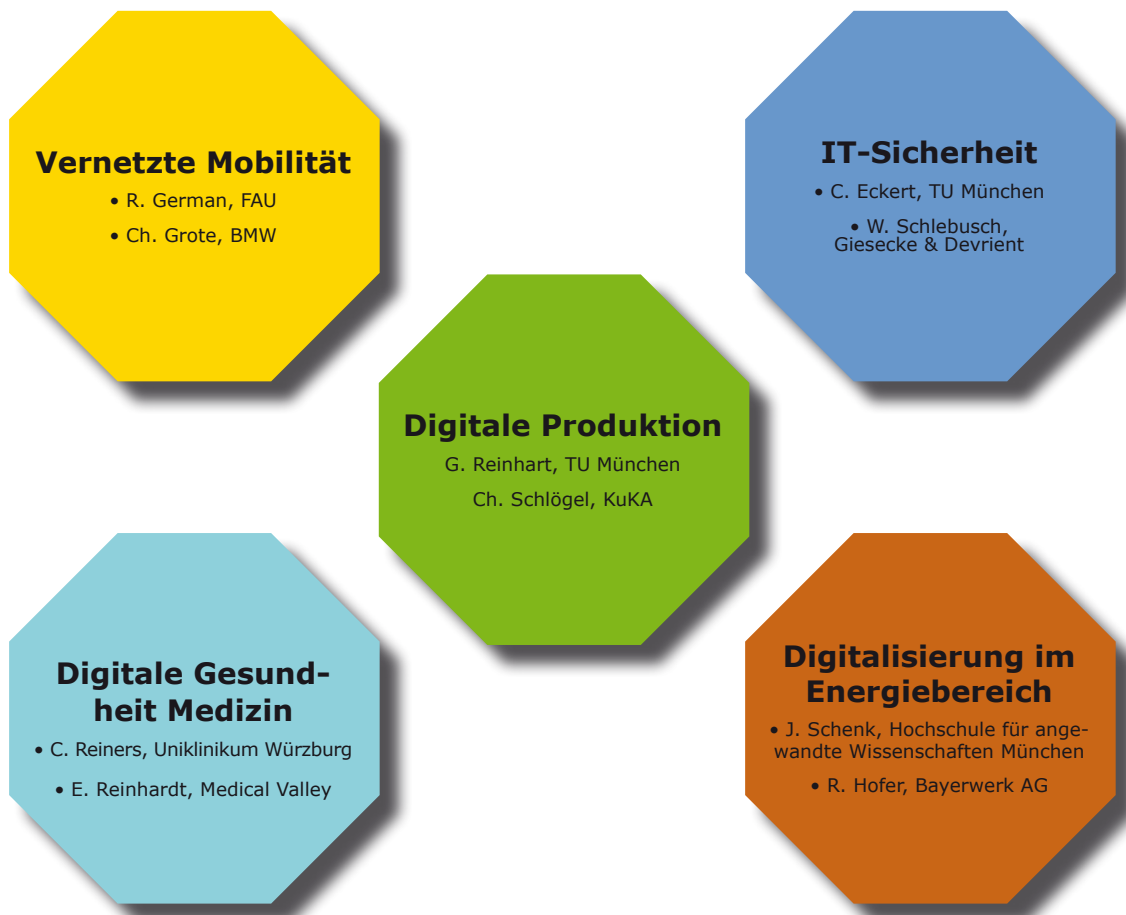 Vernetzte Mobilität
• R. German, FAU
• Ch. Grote, BMW
IT-Sicherheit
• C. Eckert, TU München
• W. Schlebusch,
Giesecke & Devrient
Digitale Produktion
G. Reinhart, TU München
Ch. Schlögel, KuKA
Digitale Gesund-
heit Medizin
• C. Reiners, Uniklinikum Würzburg
• E. Reinhardt, Medical Valley
Digitalisierung im
Energiebereich
• J. Schenk, Hochschule für ange-
wandte Wissenschaften München
• R. Hofer, Bayerwerk AG